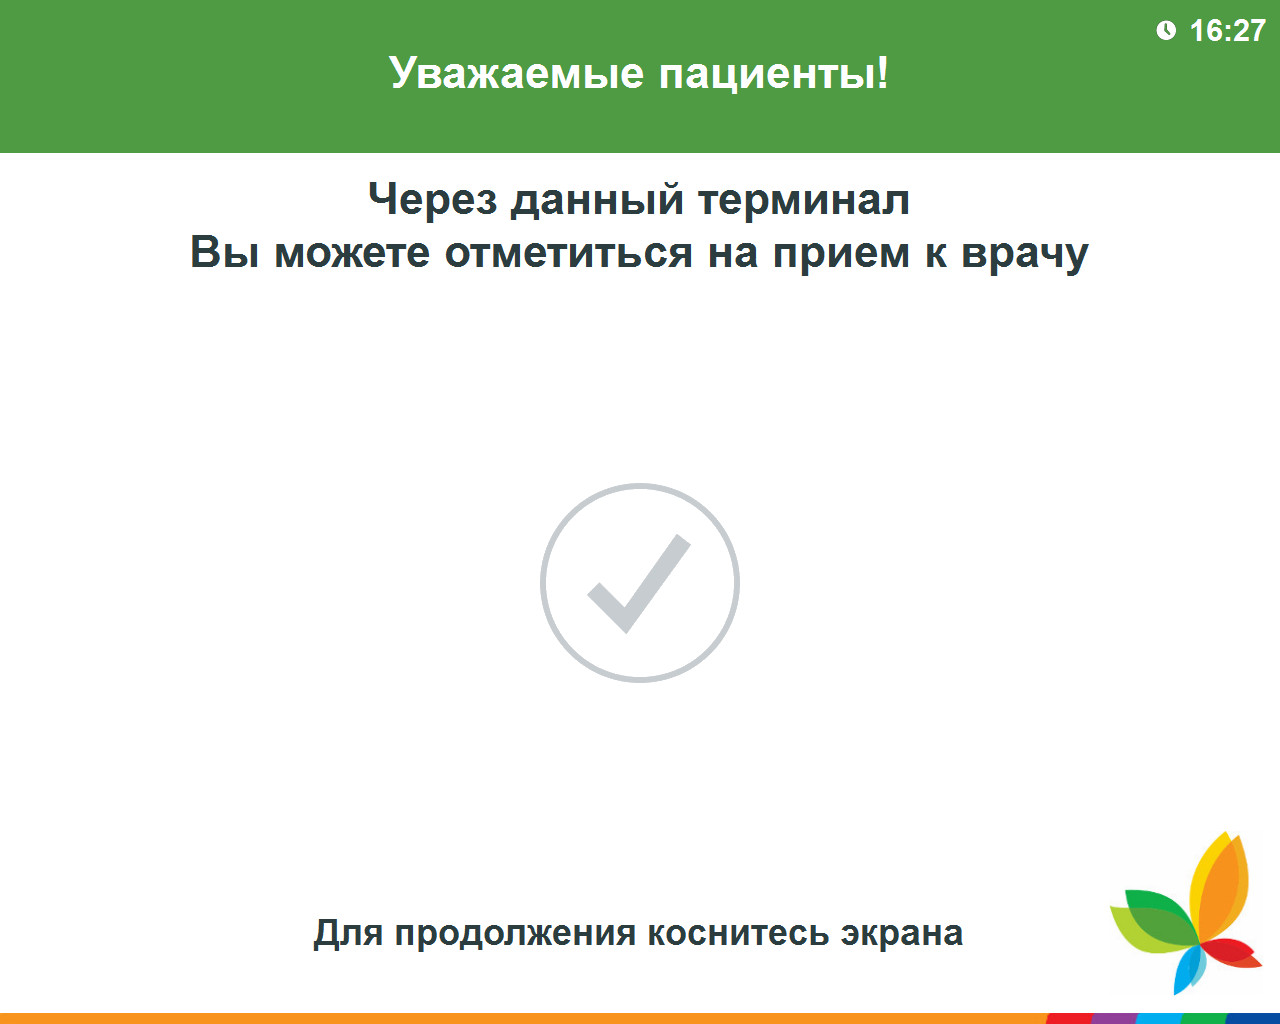 16:27
Уважаемые пациенты!
Через данный терминал
Вы можете отметиться на прием к врачу
Для продолжения коснитесь экрана